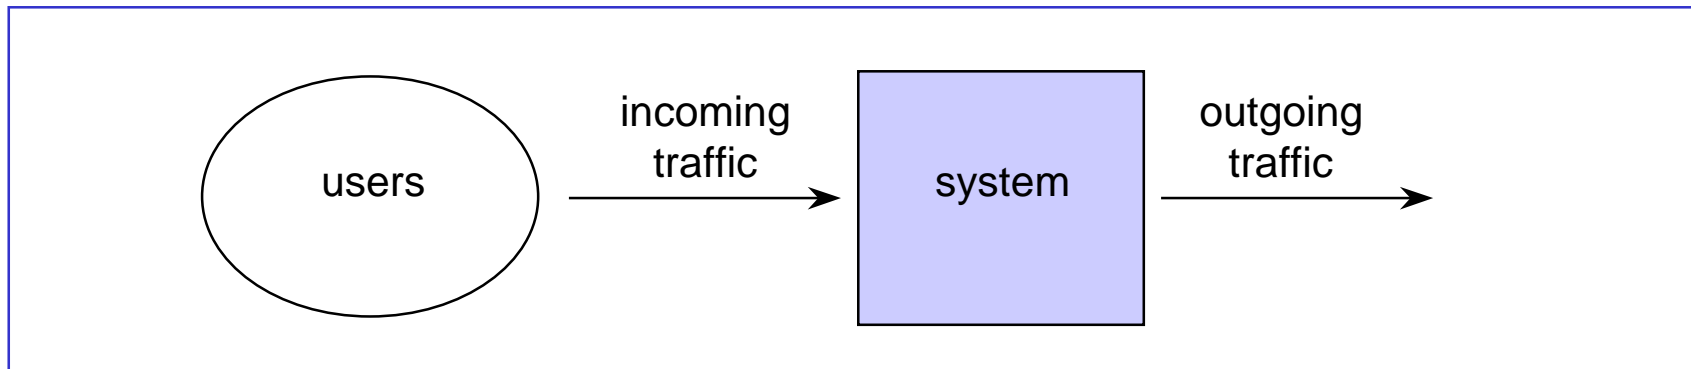 users
incoming
traffic
system
outgoing
traffic